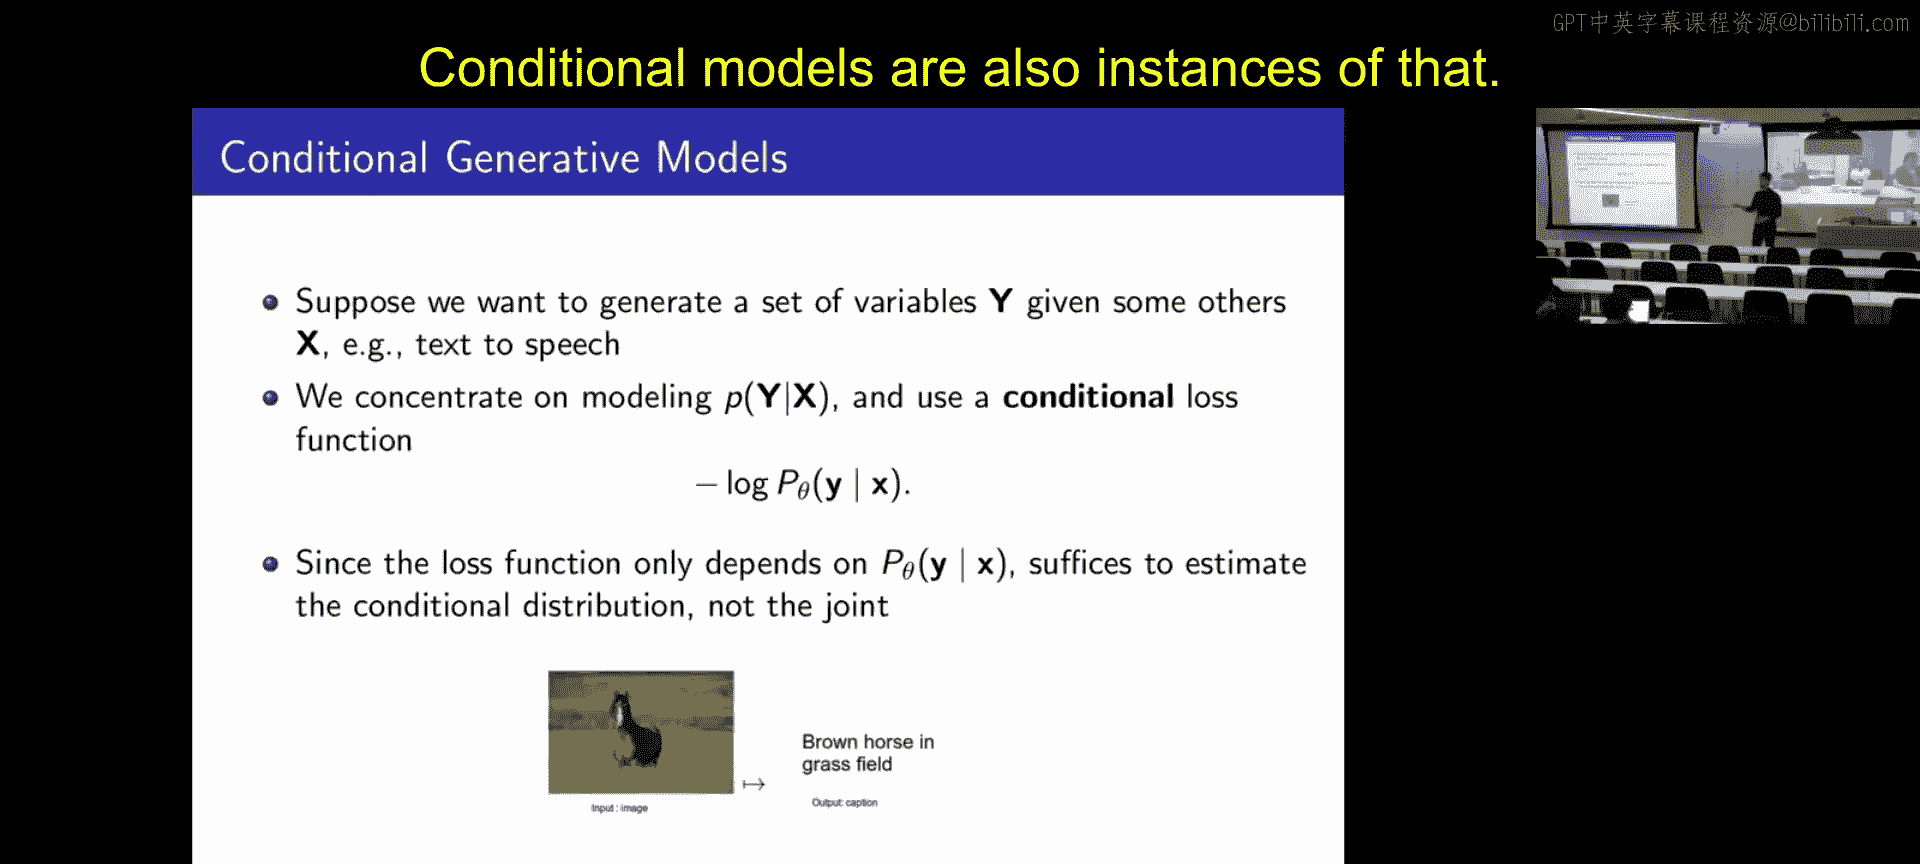 GPT中英字幕课程资源@bilibili.com
Conditional models are also instances of that.
Conditional Generative Models
Suppose we want to generate a set of variables Y given some others
X, e.g., text to speech
We concentrate on modeling p(Y|X), and use a conditional loss
function
− log Pθ(y | x).
Since the loss function only depends on Pθ(y | x), suffices to estimate
the conditional distribution, not the joint
Brown horse in
grass field
↦
Input : image
Output: caption